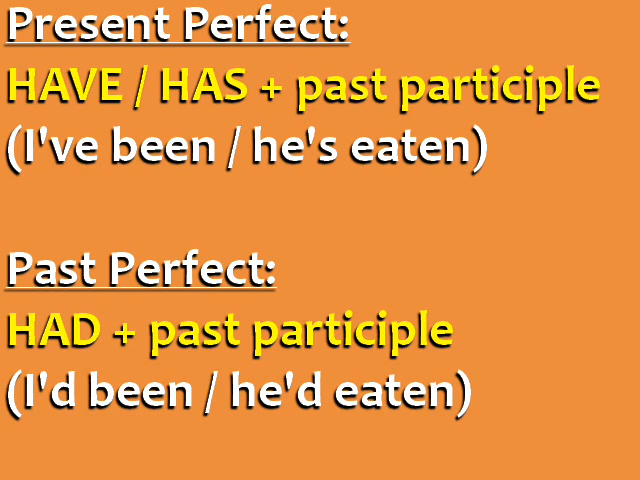 Present Perfect:
HAVE / HAS + past participle
(I've been / he's eaten)
Past Perfect:
HAD + past participle
(I'd been / he'd eaten)